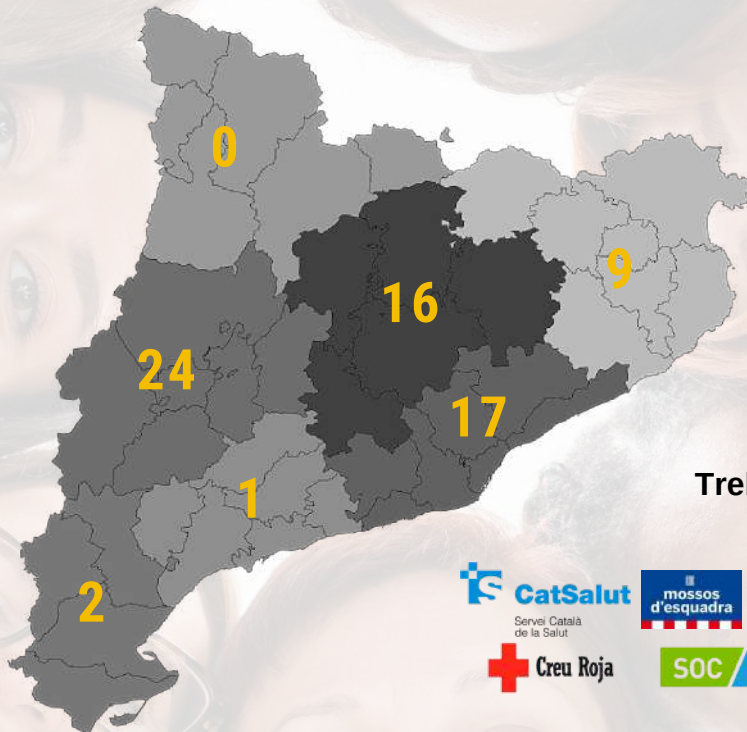 0
9
16
24
17
1
2
Trel
CatSalut
Servei Català
de la Salut
mossos
d'esquadra
Creu Roja
SOC